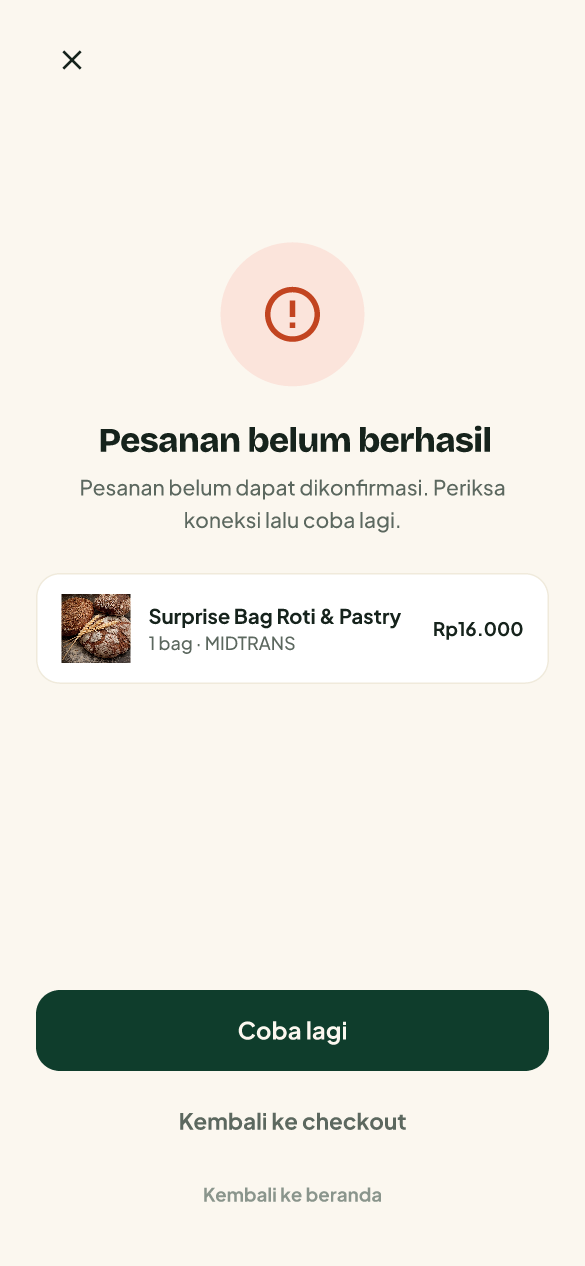 Pesanan belum berhasil
Pesanan belum dapat dikonfirmasi. Periksa
koneksi lalu coba lagi.
Surprise Bag Roti & Pastry
1 bag · MIDTRANS
Rp16.000
Coba lagi
Kembali ke checkout
Kembali ke beranda